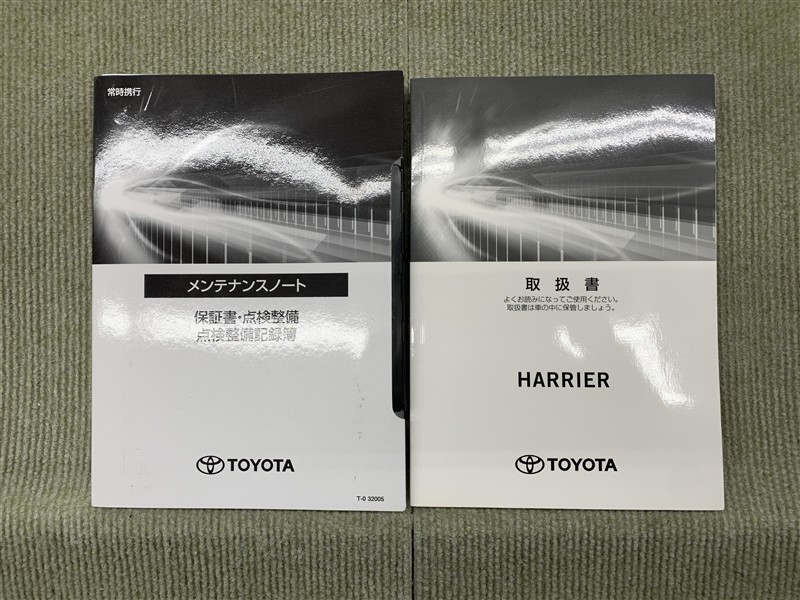 常時携行
メンテナンスノート
保証書・点検整備
点検整備記録簿
TOYOTA
T-0 32005
取扱書
よくお読みになってご使用ください。
取扱書は車の中に保管しましょう。
HARRIER
TOYOTA